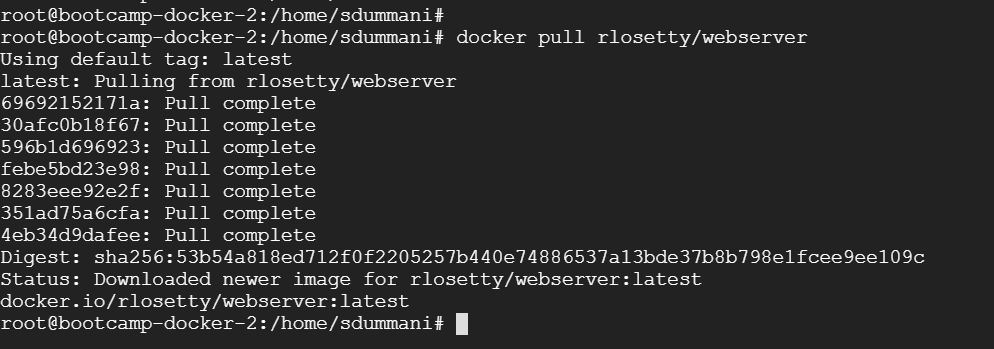 root@bootcamp-docker-2:/home/sdummani#
root@bootcamp-docker-2:/home/sdummani# docker pull rlosetty/webserver
Using default tag: latest
latest: Pulling from rlosetty/webserver
69692152171a: Pull complete
30afc0b18f67: Pull complete
596b1d696923: Pull complete
febe5bd23e98: Pull complete
8283eee92e2f: Pull complete
351ad75a6cfa: Pull complete
4eb34d9dafee: Pull complete
Digest: sha256:53b54a818ed712f0f2205257b440e74886537a13bde37b8b798e1fcee9ee109c
Status: Downloaded newer image for rlosetty/webserver:latest
docker.io/rlosetty/webserver:latest
root@bootcamp-docker-2:/home/sdummani#